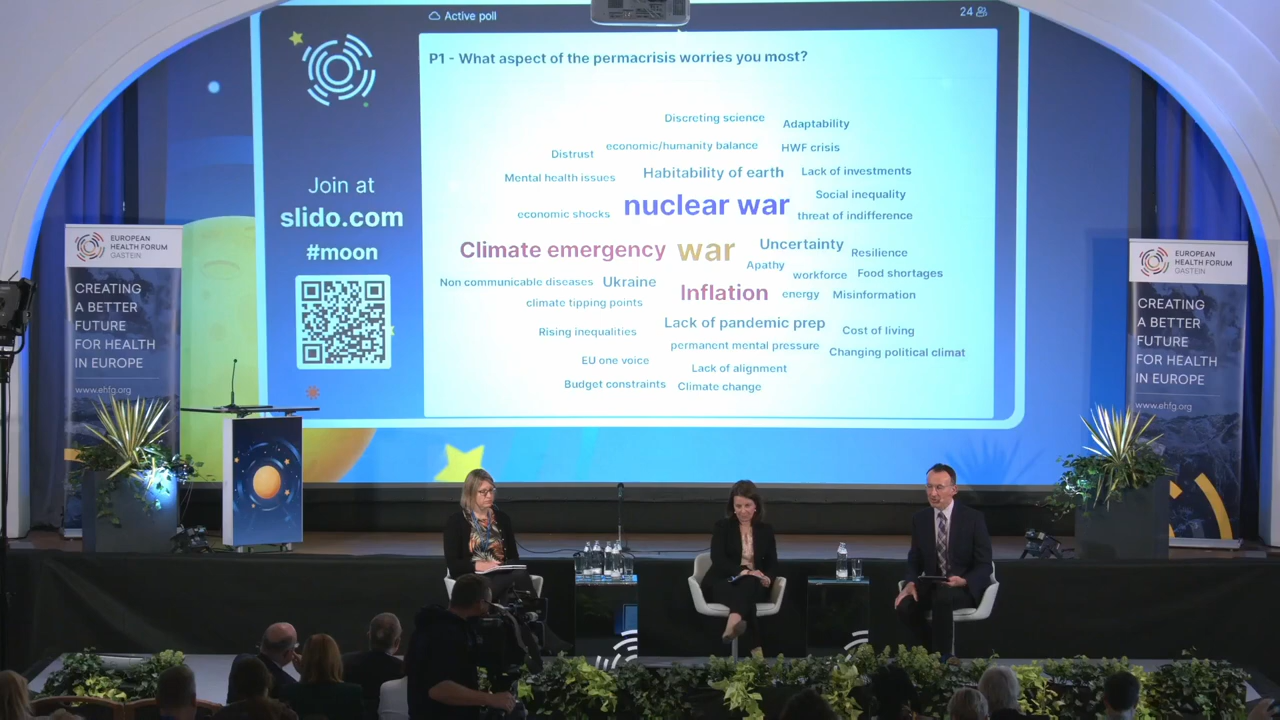 Active poll
24
P1 - What aspect of the permacrisis worries you most?
Discreting science
Adaptability
economic/humanity balance
HWF crisis
Distrust
Mental health issues
Habitability of earth
Lack of investments
Social inequality
economic shocks
nuclear war
threat of indifference
Climate emergency
war
Uncertainty
Resilience
Apathy
workforce
Food shortages
Non communicable diseases
Ukraine
Inflation
energy
Misinformation
climate tipping points
Rising inequalities
Lack of pandemic prep
Cost of living
permanent mental pressure
Changing political climat
EU one voice
Lack of alignment
Budget constraints
Climate change
Join at
slido.com
#moon
EUROPEAN
HEALTH FORUM
GASTEIN
CREATING
A BETTER
FUTURE
FOR HEALTH
IN EUROPE
www.ehfg.org
EUROPEAN
HEALTH FORUM
GASTEIN
CREATING
A BETTER
FUTURE
FOR HEALTH
IN EUROPE
www.ehfg.org